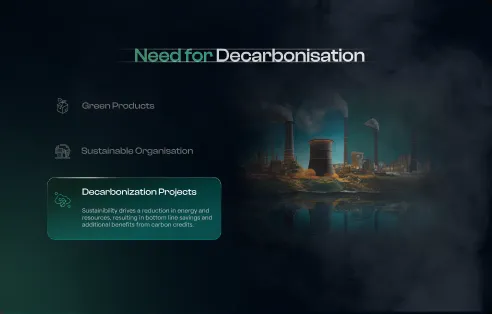 Need for Decarbonisation
Green Products
Sustainable Organisation
Decarbonization Projects
Sustainibility drives a reduction in energy and
resources, resulting in bottom line savings and
additional benefits from carbon credits.